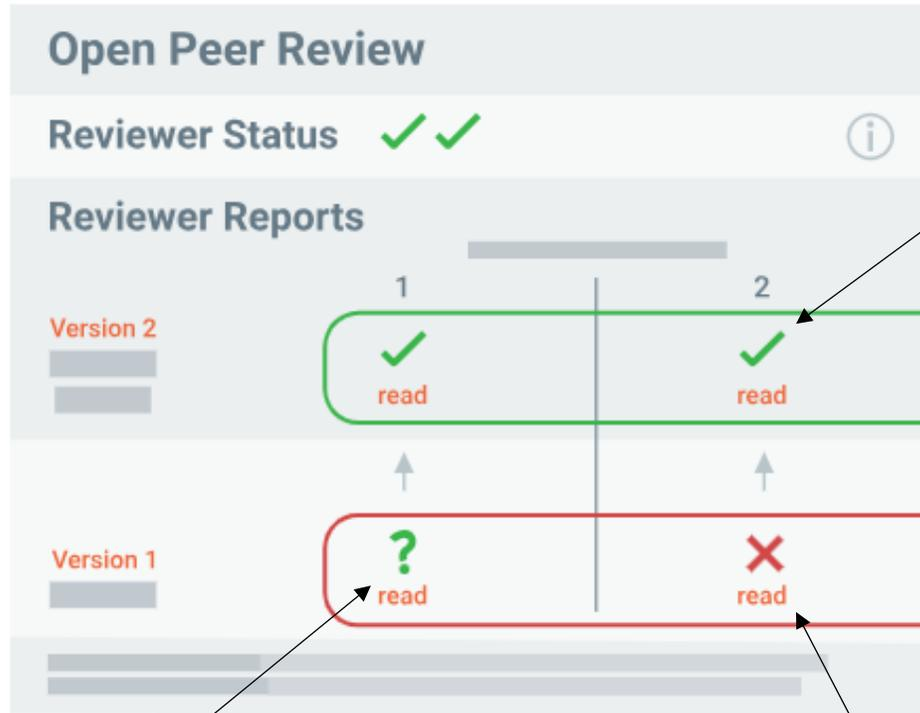 Open Peer Review
Reviewer Status
Reviewer Reports
1 2
Version 2
read read
? 
Version 1
read read